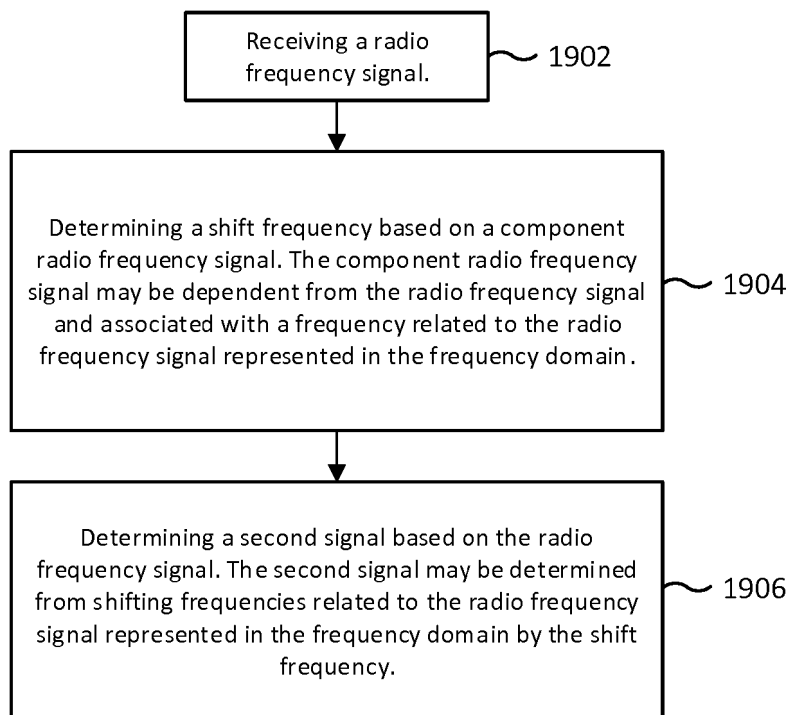 Receiving a radio
frequency signal.
1902
Determining a shift frequency based on a component
radio frequency signal. The component radio frequency
signal may be dependent from the radio frequency signal
and associated with a frequency related to the radio
frequency signal represented in the frequency domain.
1904
Determining a second signal based on the radio
frequency signal. The second signal may be determined
from shifting frequencies related to the radio frequency
signal represented in the frequency domain by the shift
frequency.
1906